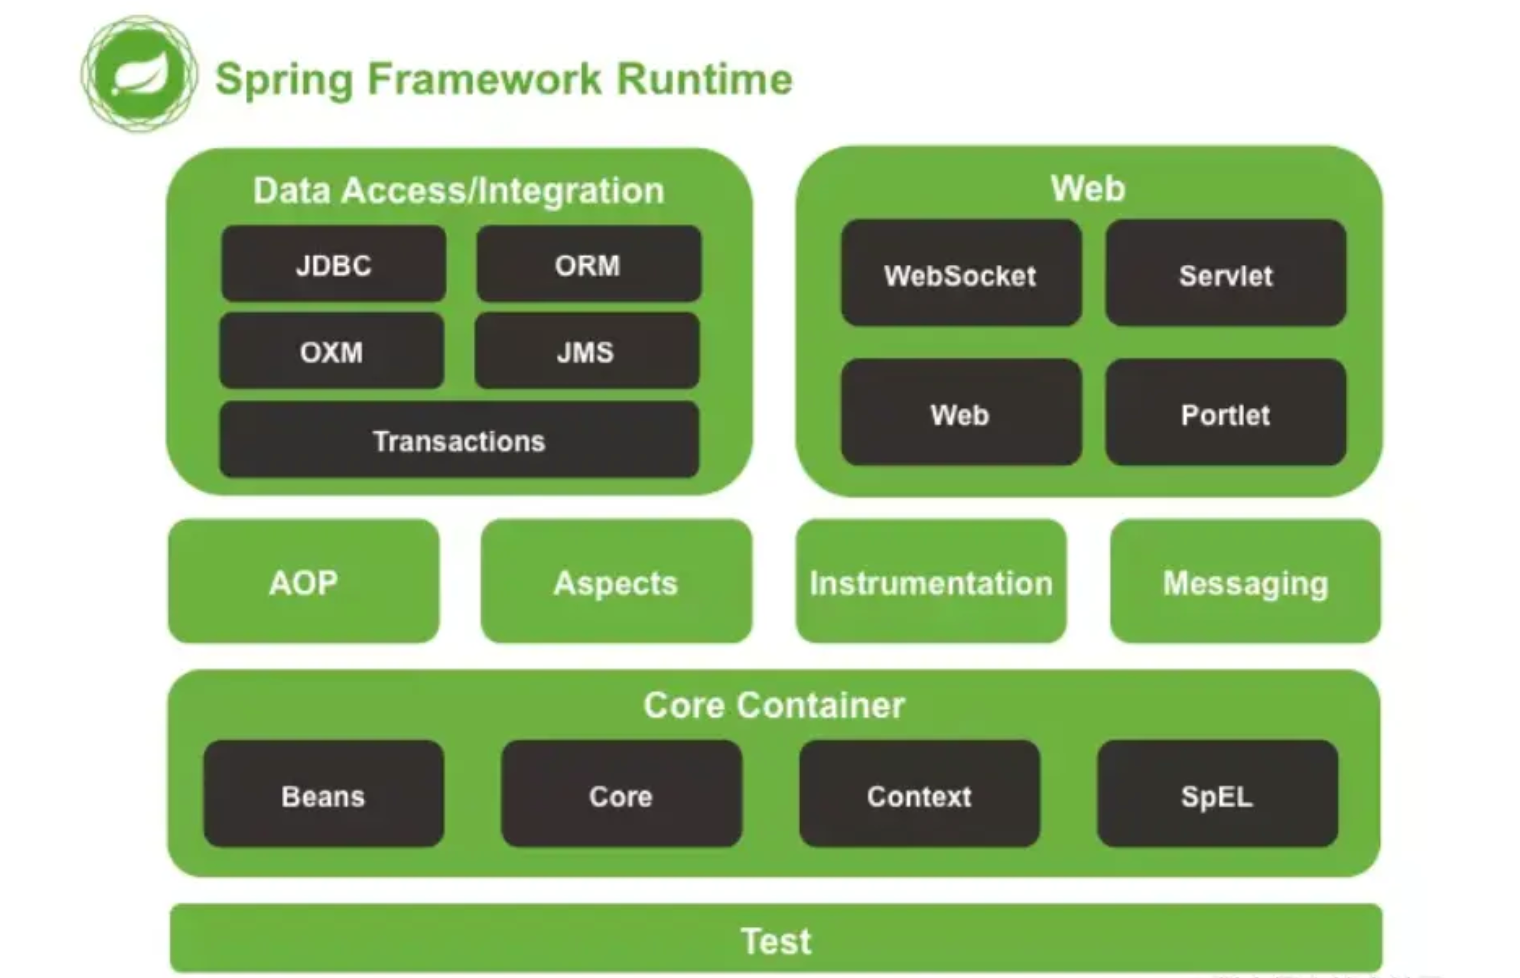 Spring Framework Runtime
Data Access/Integration
JDBC
ORM
OXM
JMS
Transactions
Web
WebSocket
Servlet
Web
Portlet
AOP
Aspects
Instrumentation
Messaging
Core Container
Beans
Core
Context
SpEL
Test